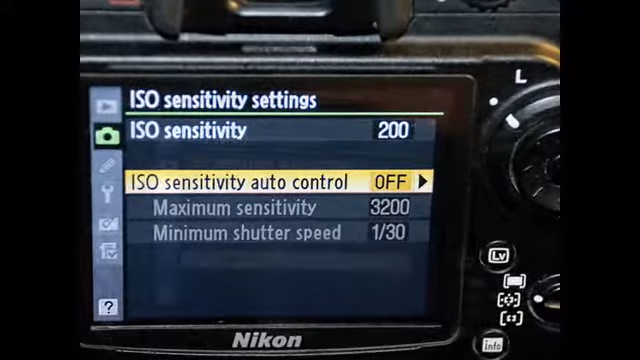 L
ISO sensitivity settings
ISO sensitivity 200
ISO sensitivity auto control OFF
Maximum sensitivity 3200
Minimum shutter speed 1/30
?
Lv
Nikon
info